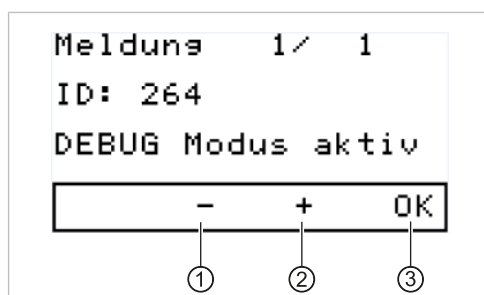 Meldung 1/ 1
ID: 264
DEBUG Modus aktiv
- + OK
① ② ③